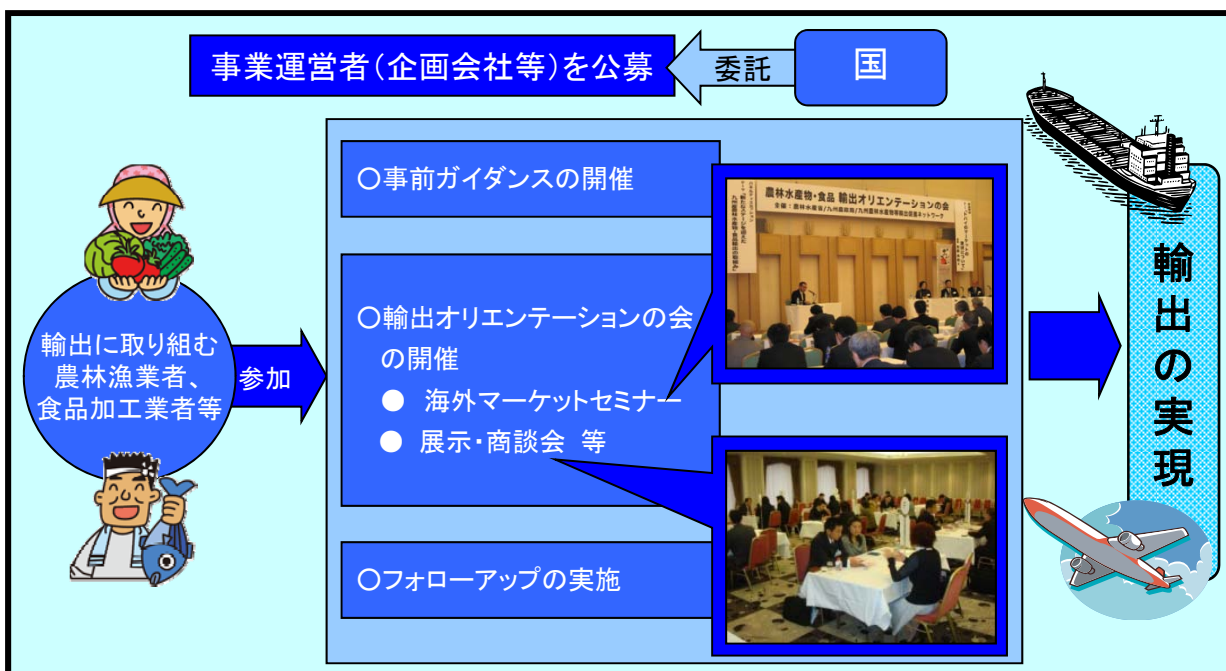 事業運営者(企画会社等)を公募
委託
国
〇事前ガイダンスの開催
〇輸出オリエンテーションの会
の開催
● 海外マーケットセミナー
● 展示・商談会 等
〇フォローアップの実施
輸出に取り組む
農林漁業者、
食品加工業者等
参加
農林水産物・食品 輸出オリエンテーションの会
輸出の実現